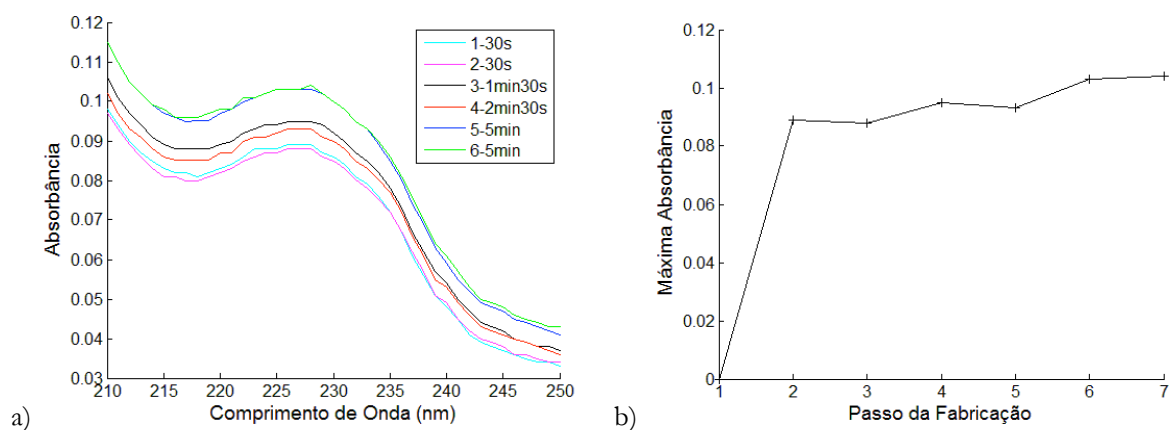 0.12
0.11
0.1
0.09
0.08
0.07
0.06
0.05
0.04
0.03
210
215
220
225
230
235
240
245
250
Absorbância
Comprimento de Onda (nm)
1-30s
2-30s
3-1min30s
4-2min30s
5-5min
6-5min
a)
0.12
0.1
0.08
0.06
0.04
0.02
0
1
2
3
4
5
6
7
Máxima Absorbância
Passo da Fabricação
b)